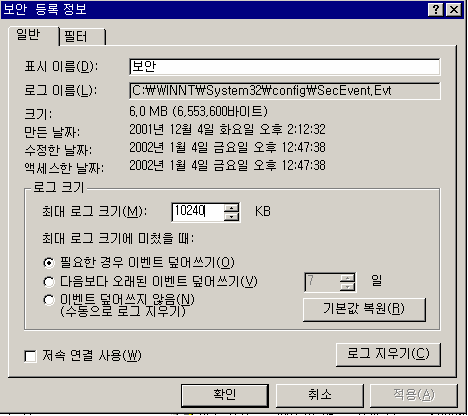 보안 등록 정보
일반 필터
표시 이름(D): 보안
로그 이름(L): C:₩WINNT₩System32₩config₩SecEvent.Evt
크기: 6.0 MB (6,553,600바이트)
만든 날짜: 2001년 12월 4일 화요일 오후 2:12:32
수정한 날짜: 2002년 1월 4일 금요일 오후 12:47:38
액세스한 날짜: 2002년 1월 4일 금요일 오후 12:47:38
로그 크기
최대 로그 크기(M): 10240 KB
최대 로그 크기에 미쳤을 때:
필요한 경우 이벤트 덮어쓰기(O)
다음보다 오래된 이벤트 덮어쓰기(V) 7 일
이벤트 덮어쓰지 않음(N)
(수동으로 로그 지우기)
기본값 복원(R)
저속 연결 사용(W)
로그 지우기(C)
확인 취소 적용(A)